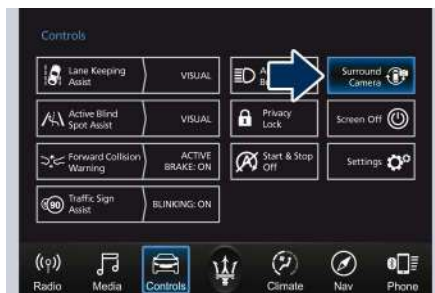 Controls
Lane Keeping
Assist
VISUAL
Surround
Camera
Active Blind
Spot Assist
VISUAL
Privacy
Lock
Screen Off
Forward Collision
Warning
ACTIVE
BRAKE: ON
Start & Stop
Off
Settings
90
Traffic Sign
Assist
BLINKING: ON
Radio
Media
Controls
Climate
Nav
Phone